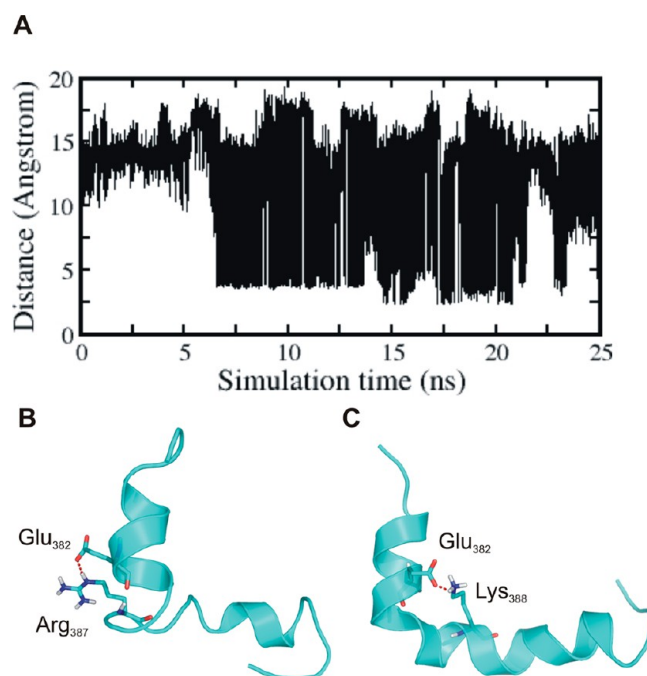 A
20
15
10
5
0
Distance (Angstrom)
0 5 10 15 20 25
Simulation time (ns)
B
C
Glu382
Arg387
Glu382
Lys388